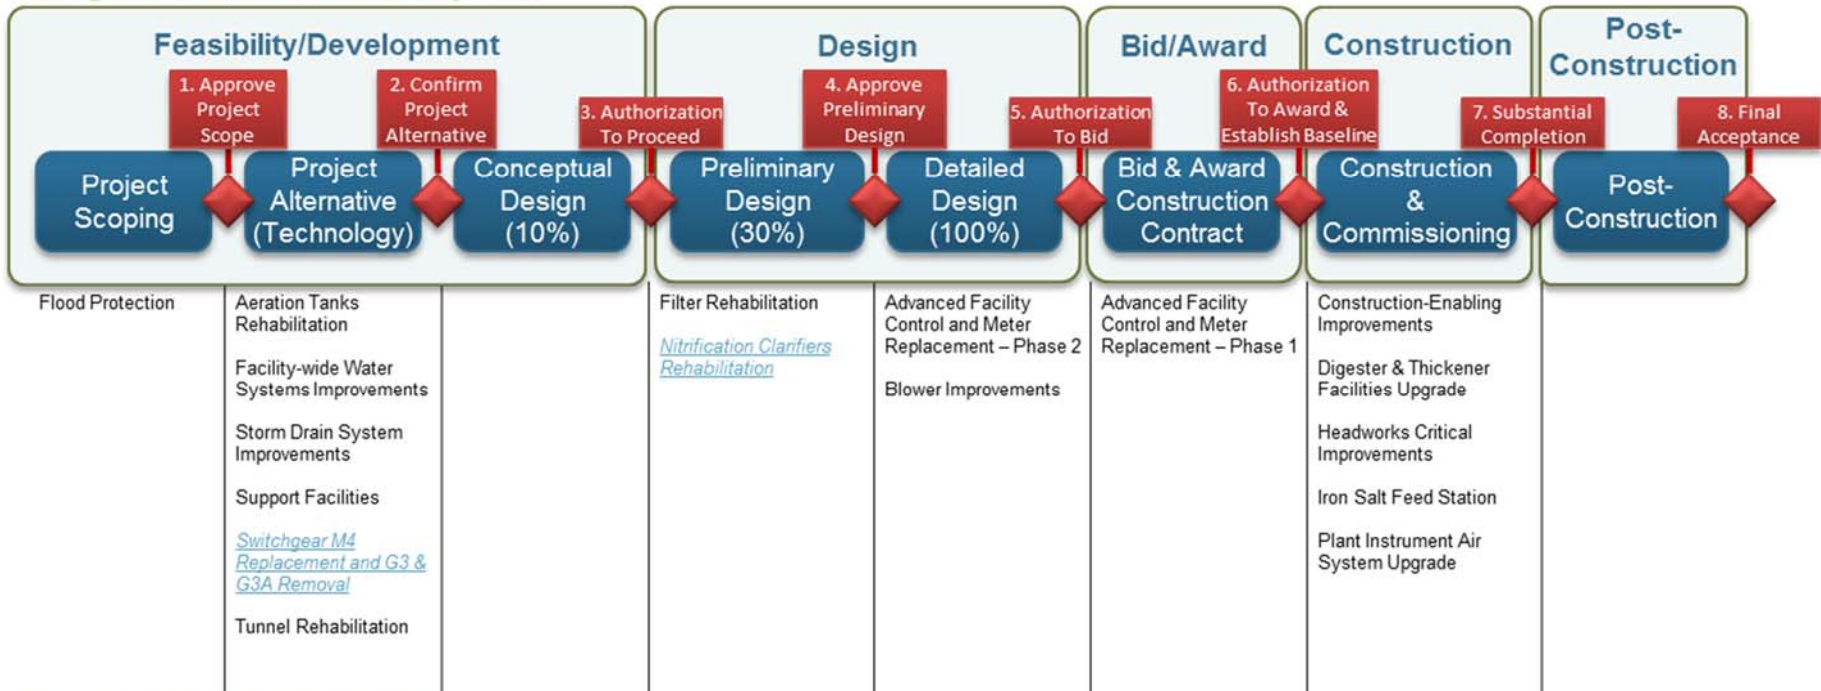 Feasibility/Development
Design
Bid/Award
Construction
Post-
Construction
1. Approve
Project
Scope
2. Confirm
Project
Alternative
3. Authorization
To Proceed
4. Approve
Preliminary
Design
5. Authorization
To Bid
6. Authorization
To Award &
Establish Baseline
7. Substantial
Completion
8. Final
Acceptance
Project
Scoping
Project
Alternative
(Technology)
Conceptual
Design
(10%)
Preliminary
Design
(30%)
Detailed
Design
(100%)
Bid & Award
Construction
Contract
Construction
&
Commissioning
Post-
Construction
Flood Protection
Aeration Tanks
Rehabilitation
Facility-wide Water
Systems Improvements
Storm Drain System
Improvements
Support Facilities
Switchgear M4
Replacement and G3 &
G3A Removal
Tunnel Rehabilitation
Filter Rehabilitation
Nitrification Clarifiers
Rehabilitation
Advanced Facility
Control and Meter
Replacement – Phase 2
Blower Improvements
Advanced Facility
Control and Meter
Replacement – Phase 1
Construction-Enabling
Improvements
Digester & Thickener
Facilities Upgrade
Headworks Critical
Improvements
Iron Salt Feed Station
Plant Instrument Air
System Upgrade